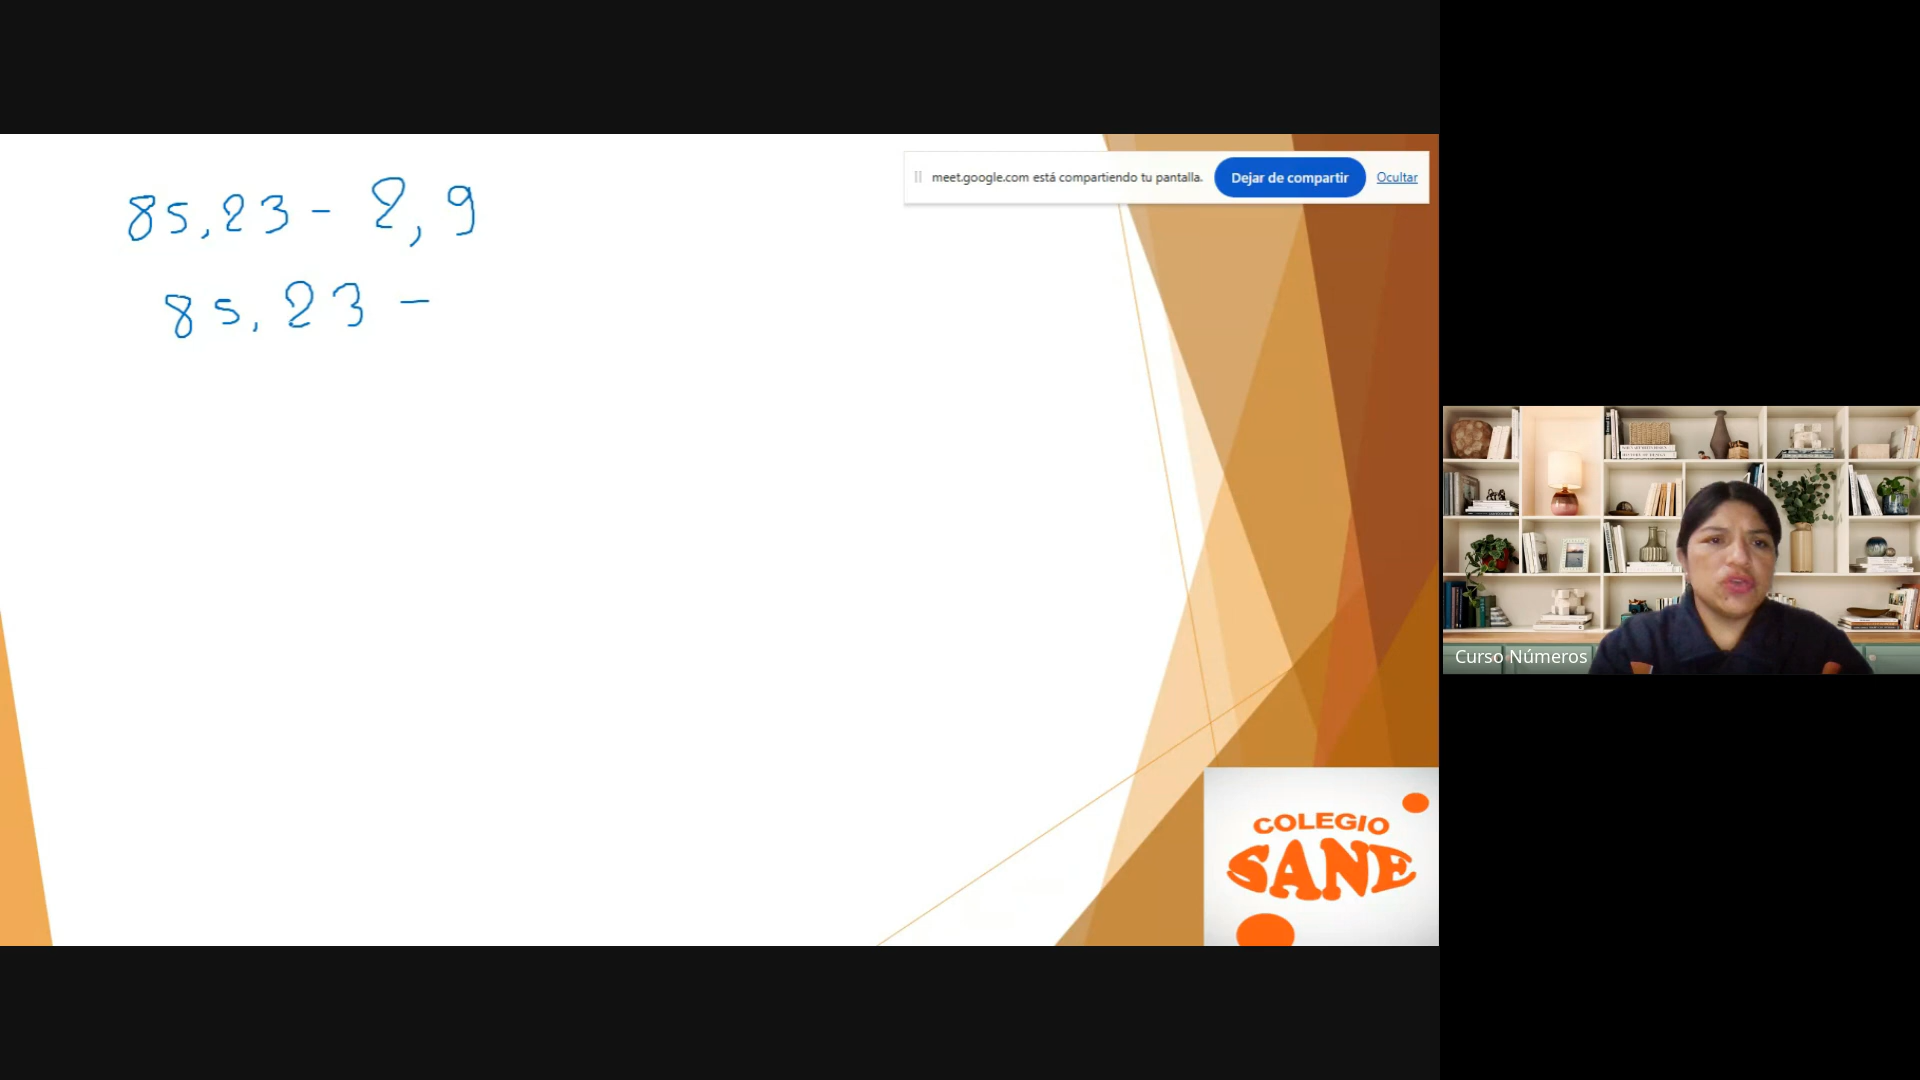 85,23 - 2,9
meet.google.com está compartiendo tu pantalla. Dejar de compartir Ocultar
85,23 -
Curso Números
COLEGIO
SANE